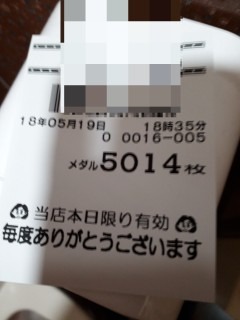 18年05月19日 18時35分
0 0016-005
メダル5014枚
当店本日限り有効
毎度ありがとうございます